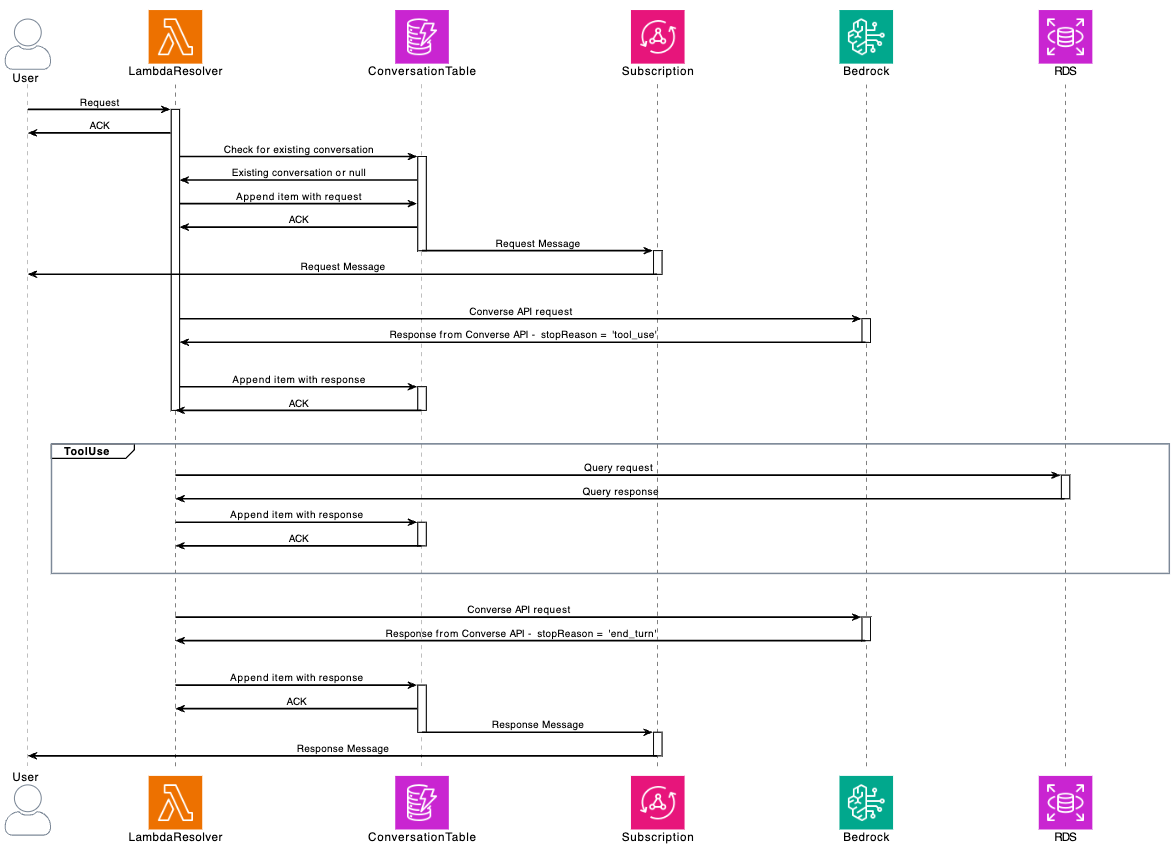 User
LambdaResolver
ConversationTable
Subscription
Bedrock
RDS
Request
ACK
Check for existing conversation
Existing conversation or null
Append item with request
ACK
Request Message
Request Message
Converse API request
Response from Converse API - stopReason = 'tool_use'
Append item with response
ACK
ToolUse
Query request
Query response
Append item with response
ACK
Converse API request
Response from Converse API - stopReason = 'end_turn'
Append item with response
ACK
Response Message
Response Message
User
LambdaResolver
ConversationTable
Subscription
Bedrock
RDS